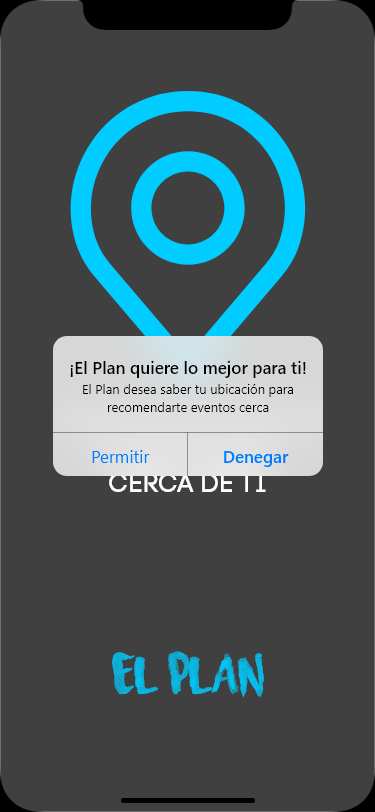 ¡El Plan quiere lo mejor para ti!
El Plan desea saber tu ubicación para
recomendarte eventos cerca
Permitir
Denegar
CERCA DE TI
EL PLAN